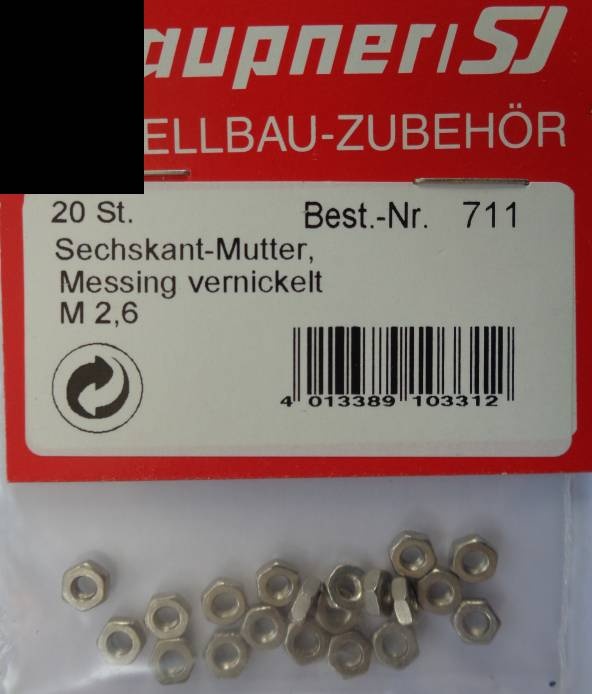 aupner/SJ
ELLBAU-ZUBEHÖR
20 St. Best.-Nr. 711
Sechskant-Mutter,
Messing vernickelt
M 2,6
4 013389 103312